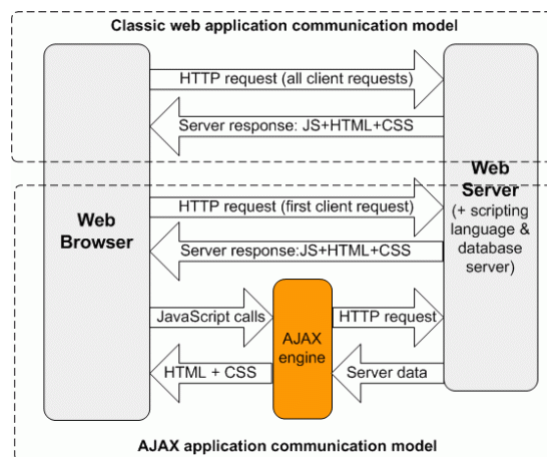 Classic web application communication model
HTTP request (all client requests)
Server response: JS+HTML+CSS
Web
Browser
Web
Server
(+ scripting
language &
database
server)
HTTP request (first client request)
Server response:JS+HTML+CSS
JavaScript calls
AJAX
engine
HTTP request
HTML + CSS
Server data
AJAX application communication model